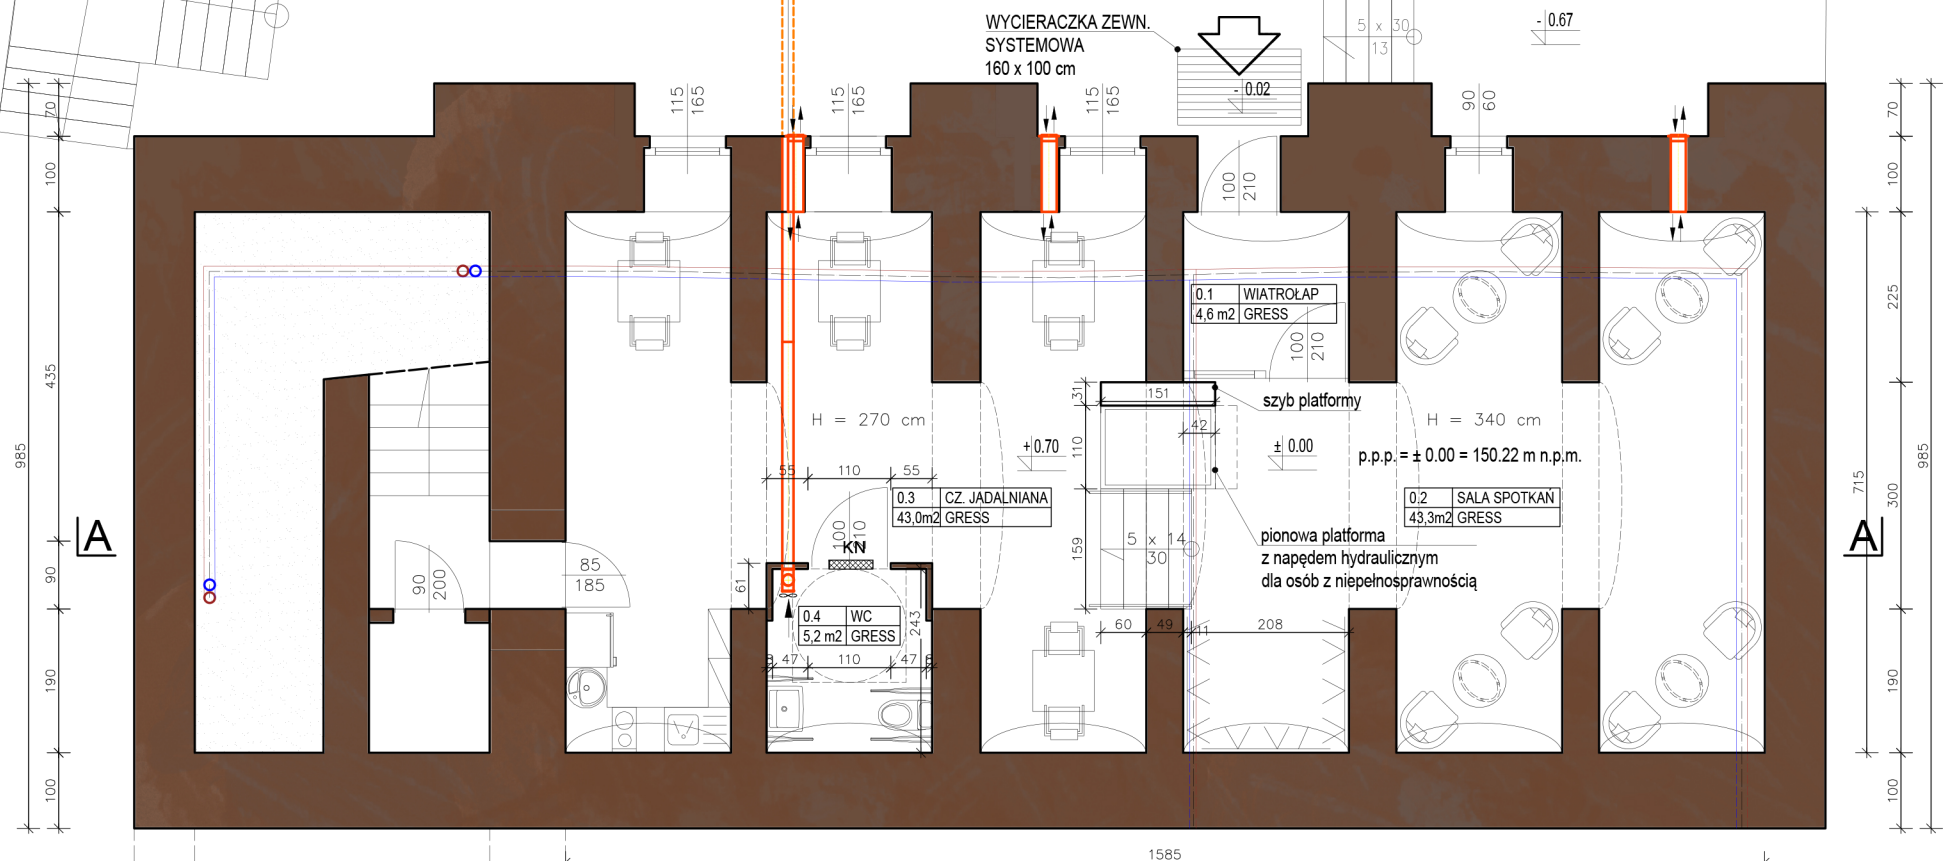 WYCIERACZKA ZEWN.
SYSTEMOWA
160 x 100 cm
- 0.02
5 x 30
13
- 0.67
115
165
115
165
115
165
90
60
100
210
70
100
435
90
190
100
985
70
100
225
300
190
100
715
985
0.1 WIATROŁAP
4,6 m2 GRESS
100
210
szyb platformy
151
31
42
110
H = 270 cm
+ 0.70
± 0.00
H = 340 cm
p.p.p. = ± 0.00 = 150.22 m n.p.m.
55
110
55
0.3 CZ. JADALNIANA
43,0m2 GRESS
0.2 SALA SPOTKAŃ
43,3m2 GRESS
A
A
100
210
KN
5 x 14
30
159
pionowa platforma
z napędem hydraulicznym
dla osób z niepełnosprawnością
85
185
90
200
61
0.4 WC
5,2 m2 GRESS
243
60
49
11
208
47
110
47
1585